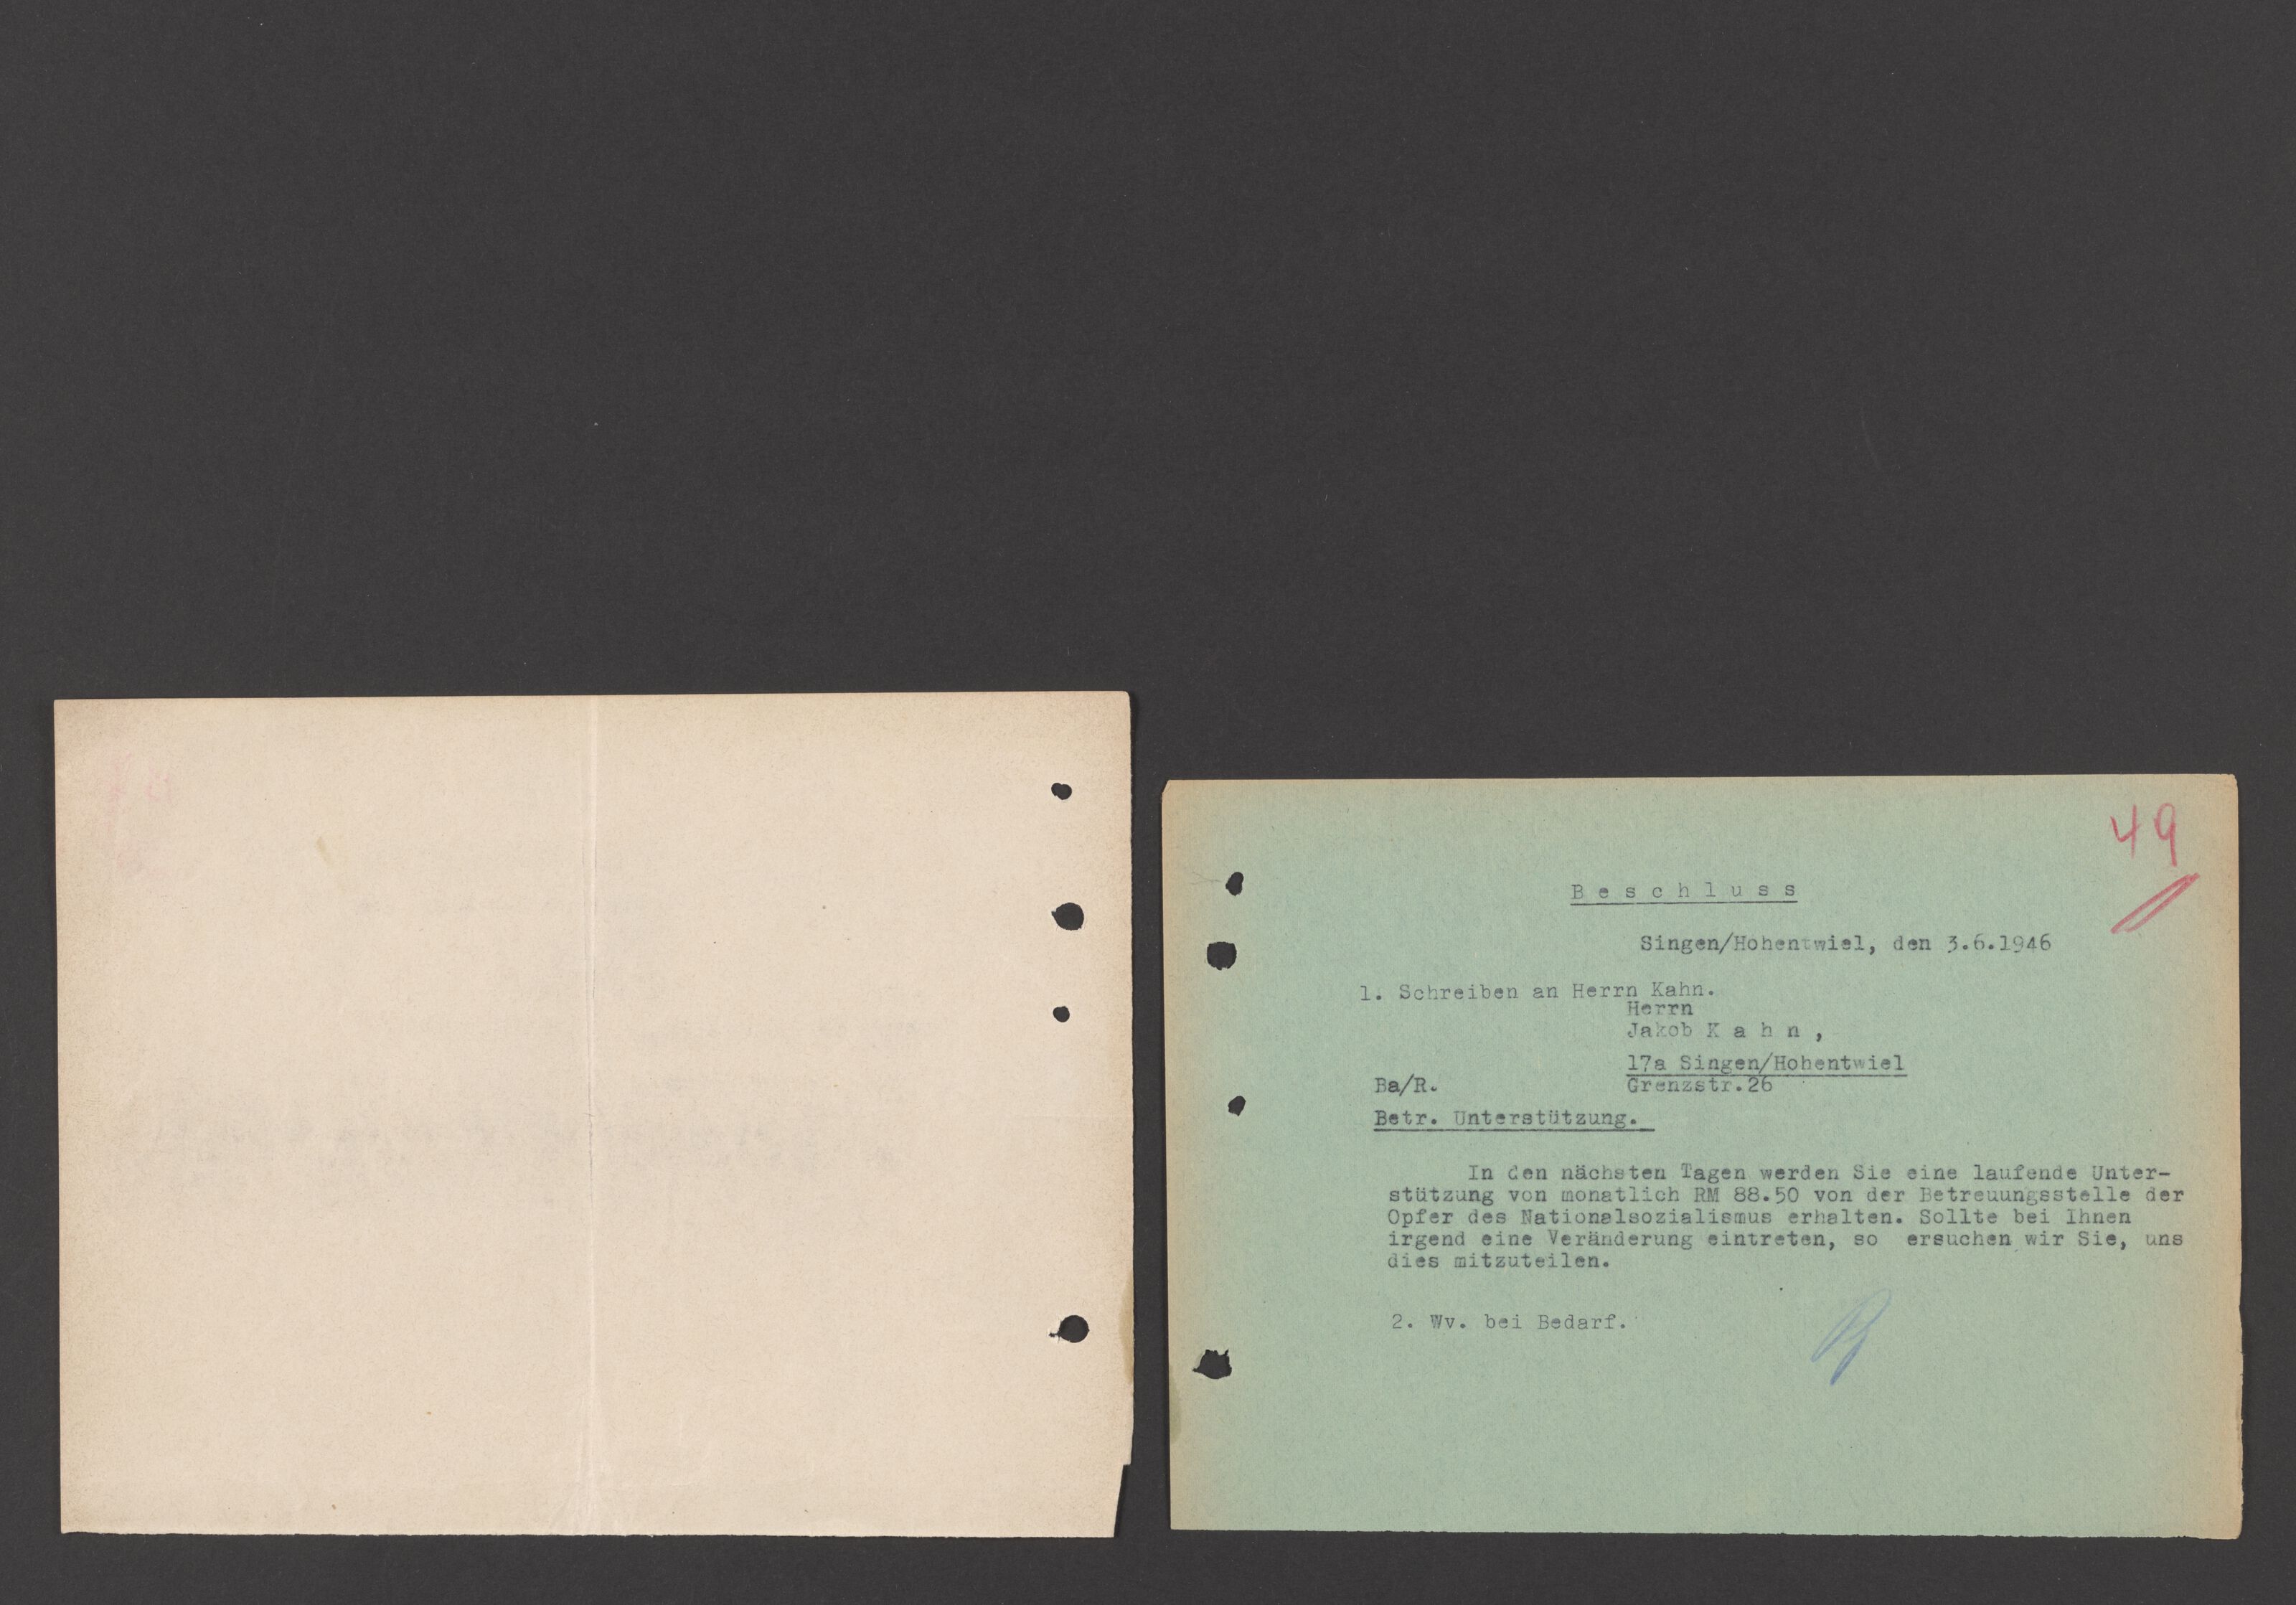 49
B e s c h l u s s
Singen/Hohentwiel, den 3.6.1946
1. Schreiben an Herrn Kahn.
Herrn
Jakob K a h n ,
17a Singen/Hohentwiel
Ba/R. Grenzstr.26
Betr. Unterstützung.
In den nächsten Tagen werden Sie eine laufende Unter-
stützung von monatlich RM 88.50 von der Betreuungsstelle der
Opfer des Nationalsozialismus erhalten. Sollte bei Ihnen
irgend eine Veränderung eintreten, so ersuchen wir Sie, uns
dies mitzuteilen.
2. Wv. bei Bedarf.